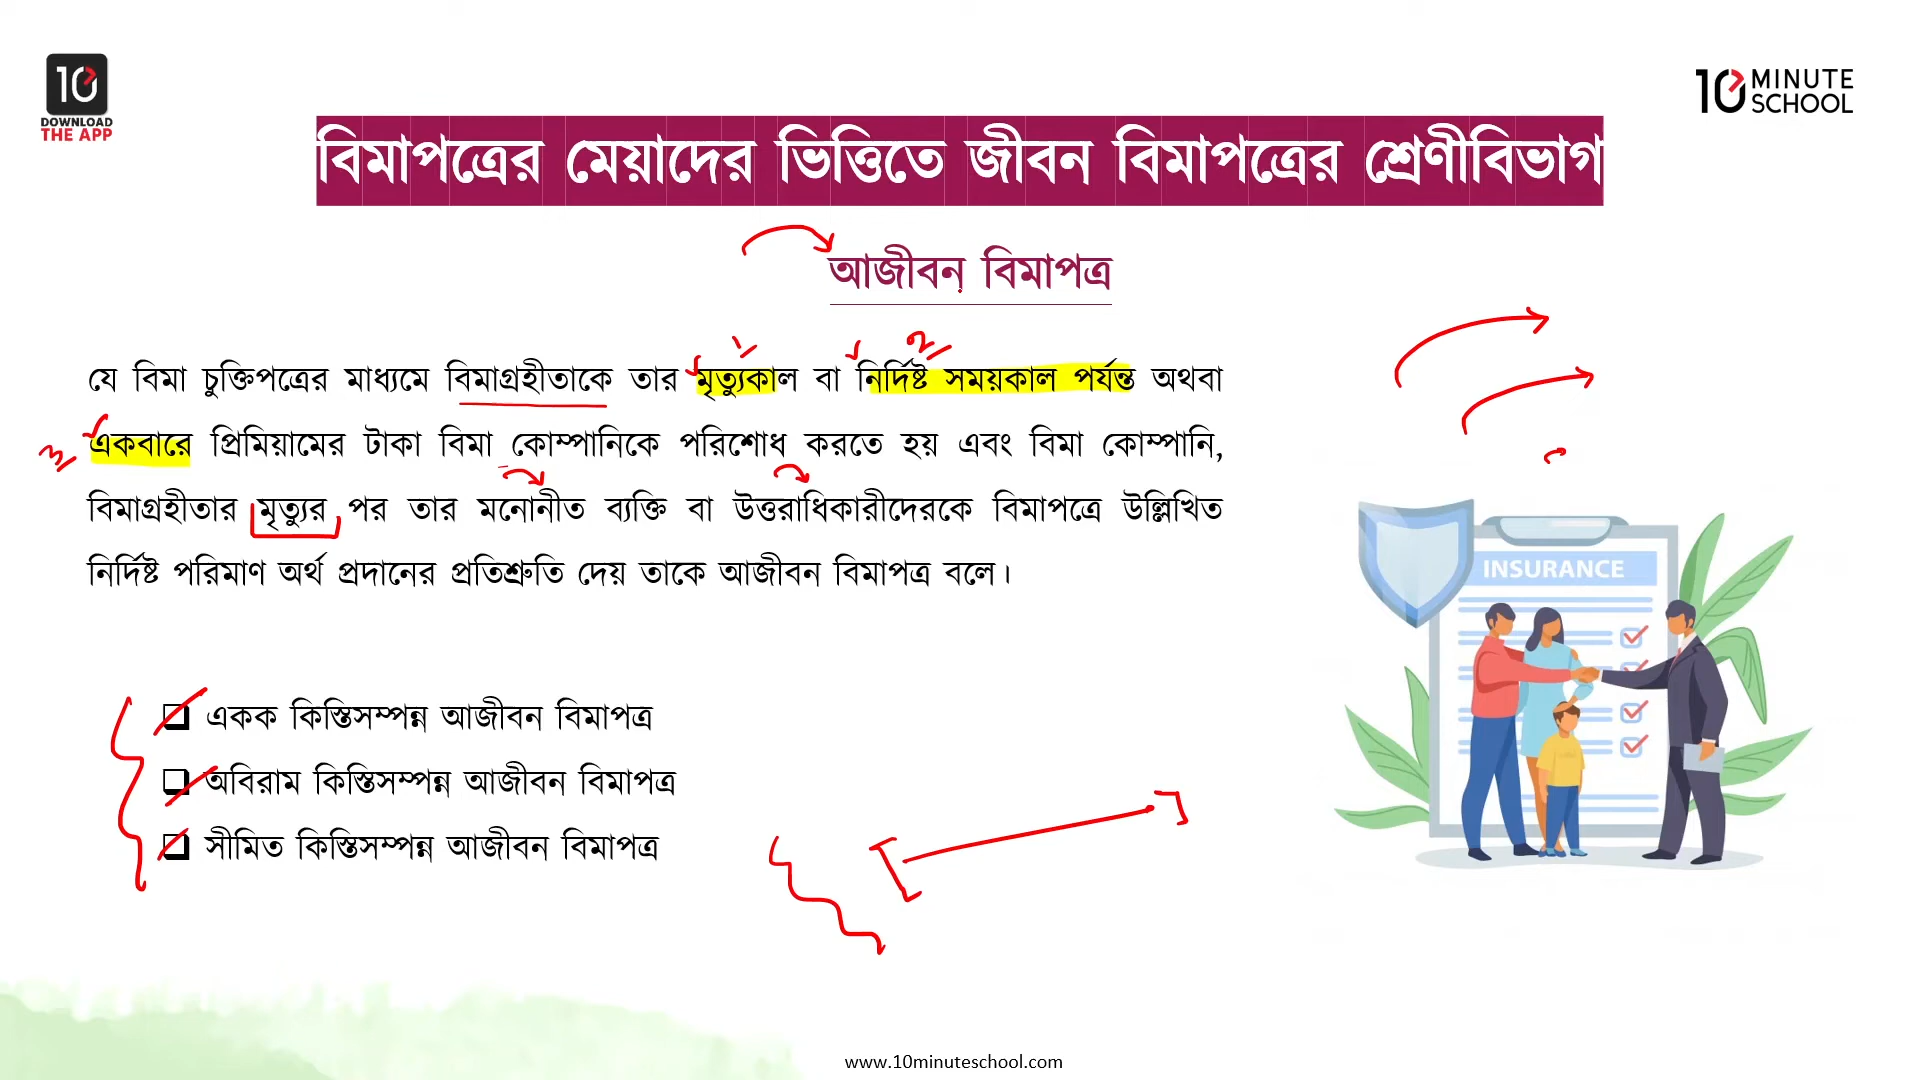 10
DOWNLOAD
THE APP
10 MINUTE
SCHOOL
বিমাপত্রের মেয়াদের ভিত্তিতে জীবন বিমাপত্রের শ্রেণীবিভাগ
আজীবন বিমাপত্র
১
২
যে বিমা চুক্তিপত্রের মাধ্যমে বিমাগ্রহীতাকে তার মৃত্যুকাল বা নির্দিষ্ট সময়কাল পর্যন্ত অথবা
৩
একবারে প্রিমিয়ামের টাকা বিমা কোম্পানিকে পরিশোধ করতে হয় এবং বিমা কোম্পানি,
বিমাগ্রহীতার মৃত্যুর পর তার মনোনীত ব্যক্তি বা উত্তরাধিকারীদেরকে বিমাপত্রে উল্লিখিত
নির্দিষ্ট পরিমাণ অর্থ প্রদানের প্রতিশ্রুতি দেয় তাকে আজীবন বিমাপত্র বলে।
INSURANCE
একক কিস্তিসম্পন্ন আজীবন বিমাপত্র
অবিরাম কিস্তিসম্পন্ন আজীবন বিমাপত্র
সীমিত কিস্তিসম্পন্ন আজীবন বিমাপত্র
www.10minuteschool.com